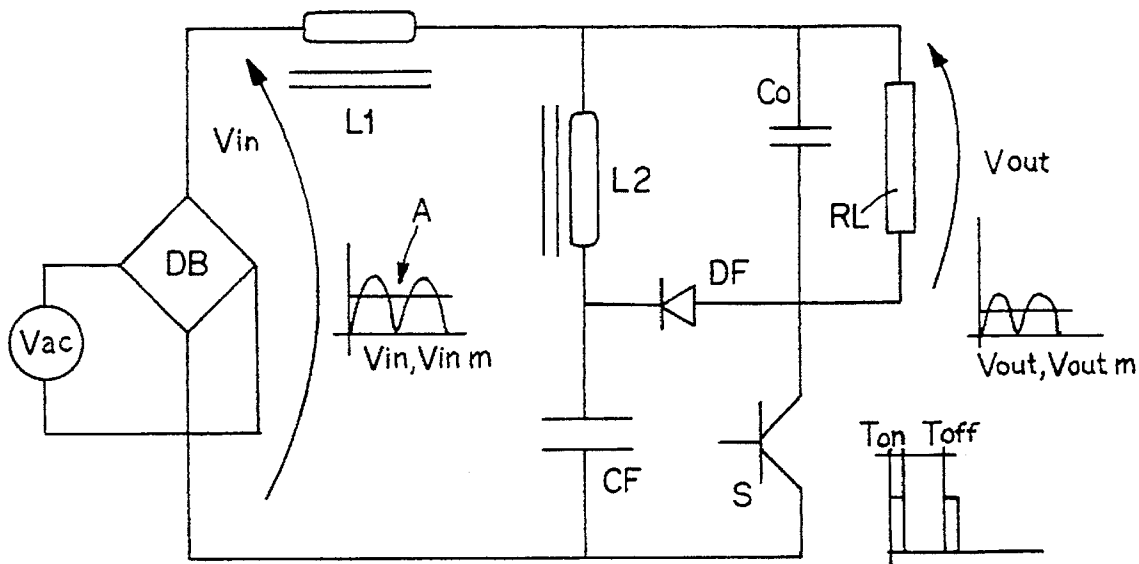 L1
Vin
Co
L2
RL
Vout
DB
A
DF
Vac
Vin, Vin m
Vout, Vout m
CF
S
Ton Toff